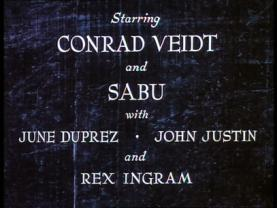 Starring
CONRAD VEIDT
and
SABU
with
JUNE DUPREZ • JOHN JUSTIN
and
REX INGRAM